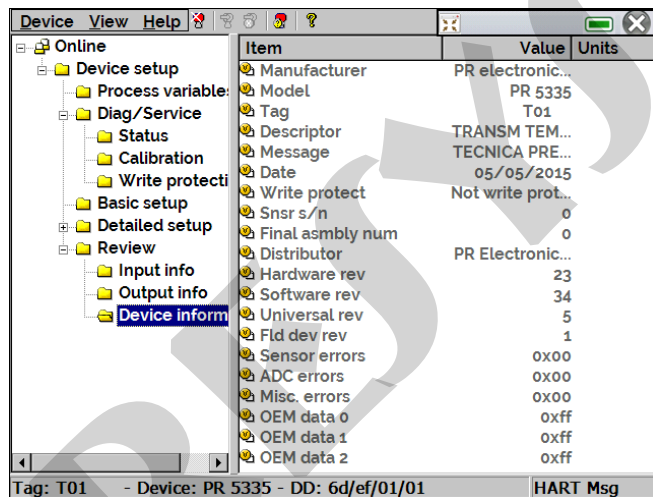 Device View Help
Online
Device setup
Process variable
Diag/Service
Status
Calibration
Write protecti
Basic setup
Detailed setup
Review
Input info
Output info
Device inform
Item Value Units
Manufacturer PR electronic...
Model PR 5335
Tag T01
Descriptor TRANSM TEM...
Message TECNICA PRE...
Date 05/05/2015
Write protect Not write prot...
Snsr s/n 0
Final asmbly num 0
Distributor PR Electronic...
Hardware rev 23
Software rev 34
Universal rev 5
Fld dev rev 1
Sensor errors 0x00
ADC errors 0x00
Misc. errors 0x00
OEM data 0 0xff
OEM data 1 0xff
OEM data 2 0xff
Tag: T01 - Device: PR 5335 - DD: 6d/ef/01/01 HART Msg